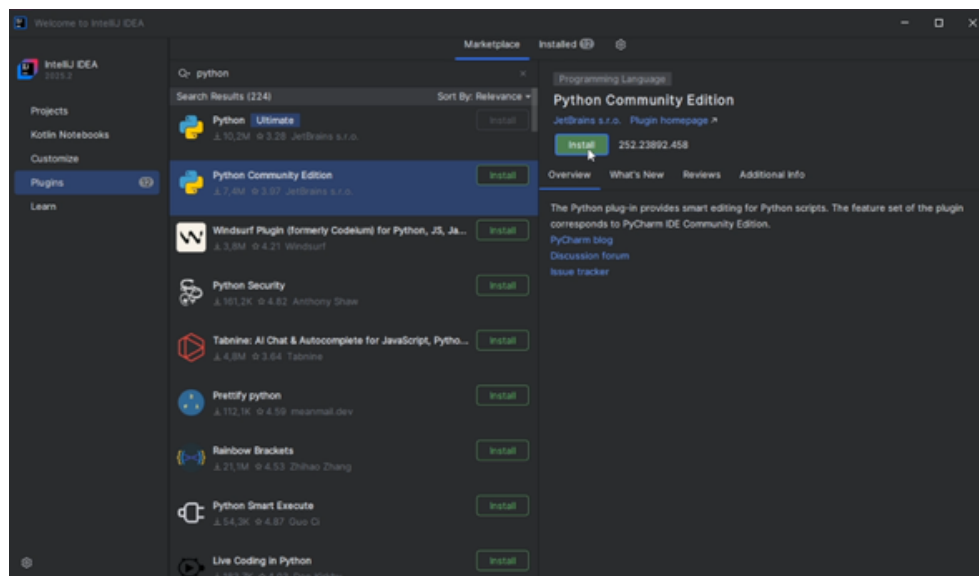 Welcome to IntelliJ IDEA
IntelliJ IDEA
2025.2
Projects
Kotlin Notebooks
Customize
Plugins
Learn
Marketplace
Installed
python
Search Results (224)
Sort By: Relevance
Python Ultimate
10,2M 3.28 JetBrains s.r.o.
Install
Python Community Edition
7,4M 3.97 JetBrains s.r.o.
Install
Windsurf Plugin (formerly Codeium) for Python, JS, Ja...
3,8M 4.21 Windsurf
Install
Python Security
161,2K 4.82 Anthony Shaw
Install
Tabnine: AI Chat & Autocomplete for JavaScript, Pytho...
4,8M 3.64 Tabnine
Install
Prettify python
112,1K 4.59 meanmail.dev
Install
Rainbow Brackets
21,1M 4.53 Zhihao Zhang
Install
Python Smart Execute
54,3K 4.87 Guo Ci
Install
Live Coding in Python
Install
Programming Language
Python Community Edition
JetBrains s.r.o. Plugin homepage ↗
Install 252.23892.458
Overview What's New Reviews Additional Info
The Python plug-in provides smart editing for Python scripts. The feature set of the plugin
corresponds to PyCharm IDE Community Edition.
PyCharm blog
Discussion forum
Issue tracker